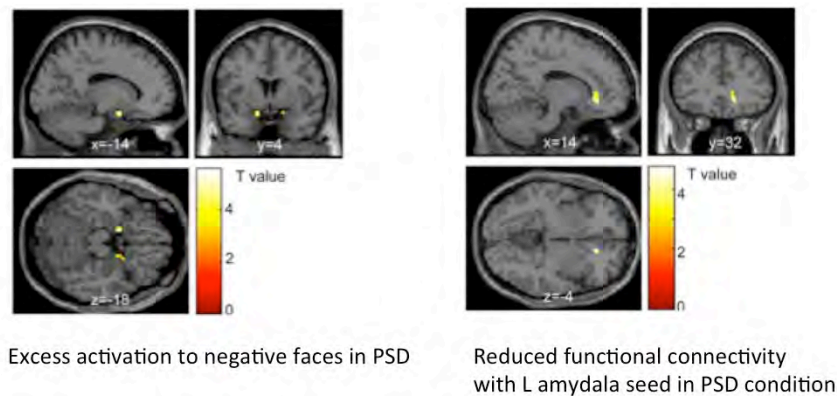 x=-14
y=4
x=14
y=32
T value
4
2
0
z=-18
T value
4
2
0
z=-4
Excess activation to negative faces in PSD
Reduced functional connectivity
with L amydala seed in PSD condition